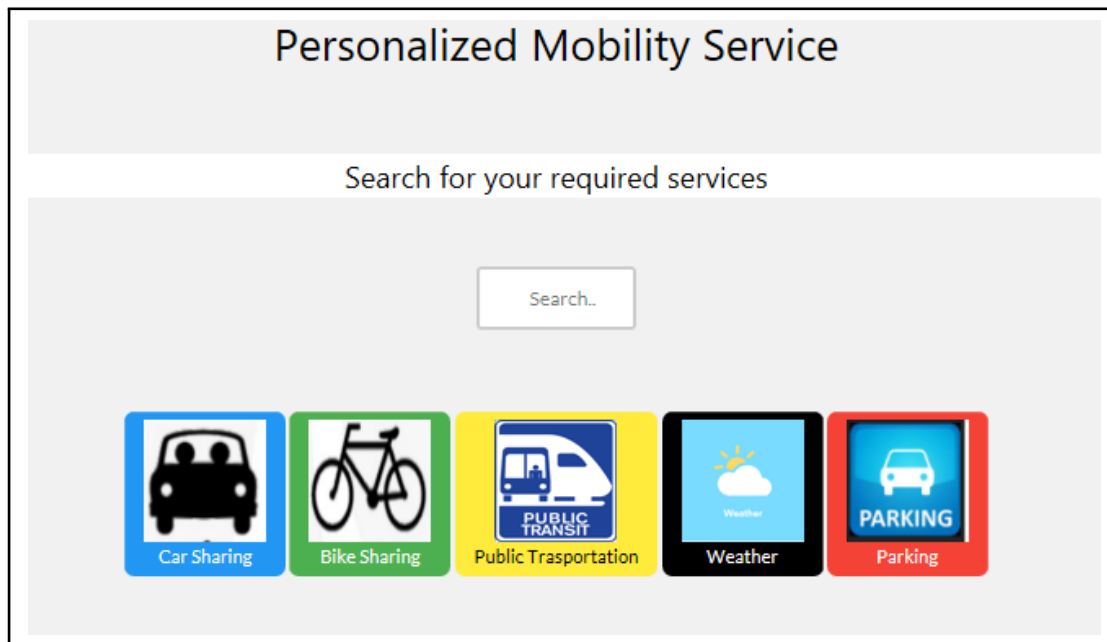 Personalized Mobility Service
Search for your required services
Search..
PUBLIC
TRANSIT
Weather
PARKING
Car Sharing
Bike Sharing
Public Trasportation
Weather
Parking